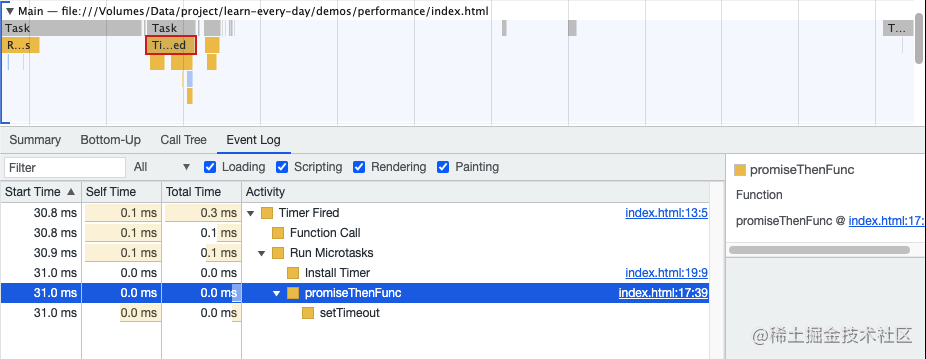 ▼ Main — file:///Volumes/Data/project/learn-every-day/demos/performance/index.html
Task Task T...
R...s Ti...ed
Summary Bottom-Up Call Tree Event Log
Filter All ▼ Loading Scripting Rendering Painting
Start Time ▲ Self Time Total Time Activity
30.8 ms 0.1 ms 0.3 ms ▼ Timer Fired index.html:13:5
30.8 ms 0.1 ms 0.1 ms Function Call
30.9 ms 0.1 ms 0.1 ms ▼ Run Microtasks
31.0 ms 0.0 ms 0.0 ms Install Timer index.html:19:9
31.0 ms 0.0 ms 0.0 ms ▼ promiseThenFunc index.html:17:39
31.0 ms 0.0 ms 0.0 ms setTimeout
promiseThenFunc
Function
promiseThenFunc @ index.html:17:
@稀土掘金技术社区